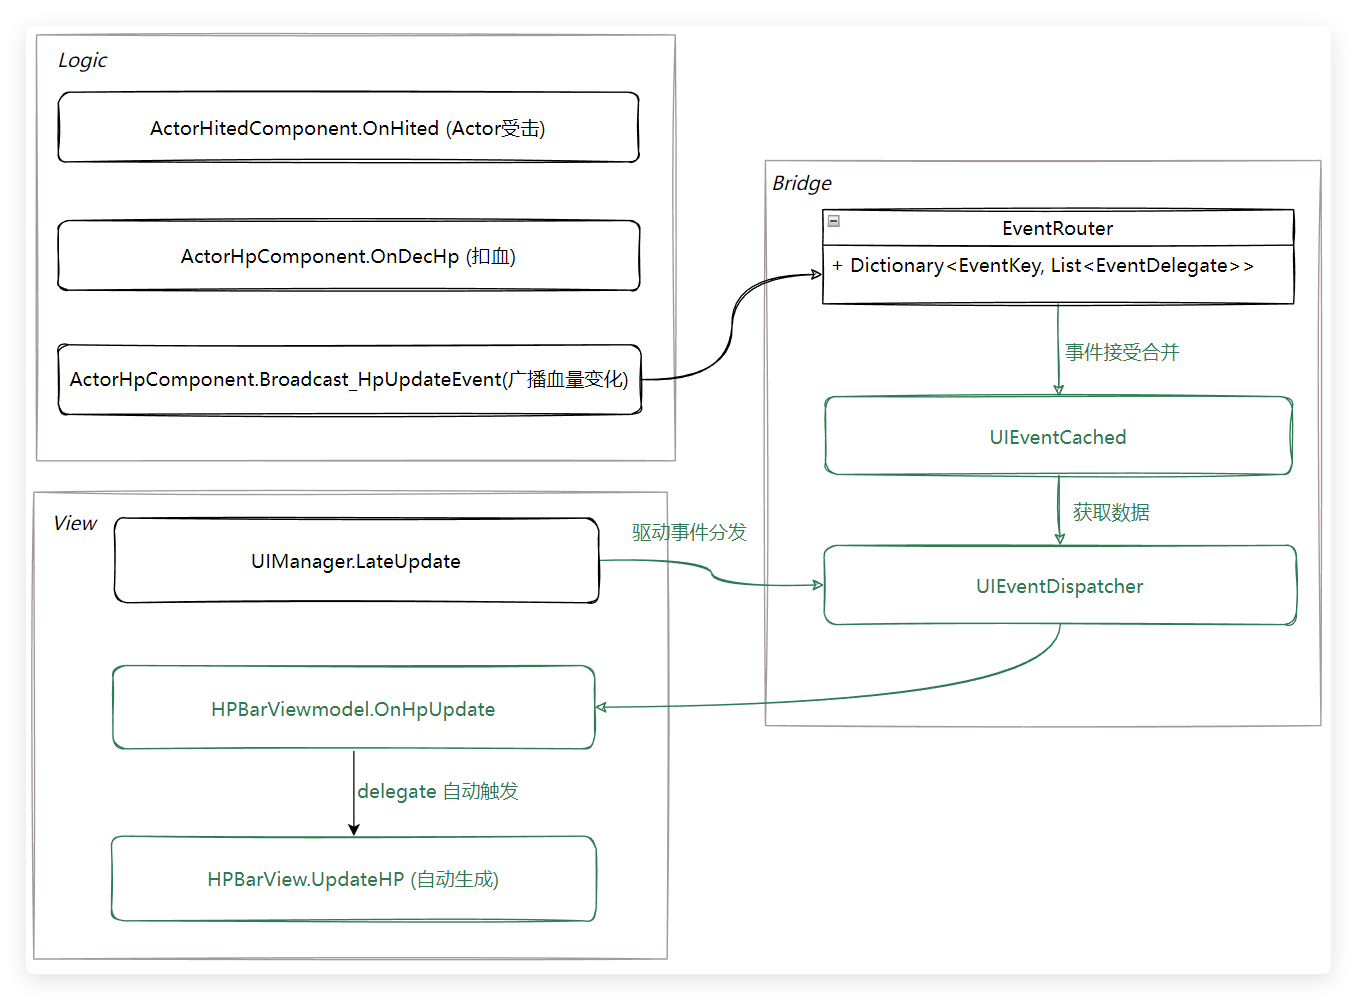 Logic
ActorHitedComponent.OnHited (Actor受击)
ActorHpComponent.OnDecHp (扣血)
ActorHpComponent.Broadcast_HpUpdateEvent(广播血量变化)
Bridge
EventRouter
+ Dictionary<EventKey, List<EventDelegate>>
事件接受合并
UIEventCached
获取数据
UIEventDispatcher
View
UIManager.LateUpdate
驱动事件分发
HPBarViewmodel.OnHpUpdate
delegate 自动触发
HPBarView.UpdateHP (自动生成)